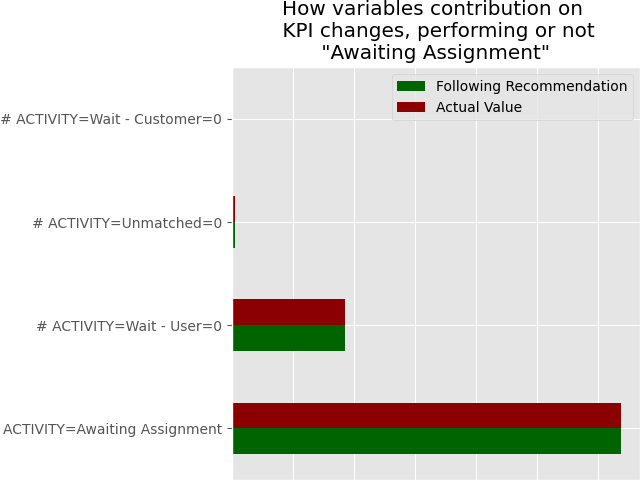 How variables contribution on
KPI changes, performing or not
"Awaiting Assignment"
Following Recommendation
Actual Value
# ACTIVITY=Wait - Customer=0
# ACTIVITY=Unmatched=0
# ACTIVITY=Wait - User=0
ACTIVITY=Awaiting Assignment